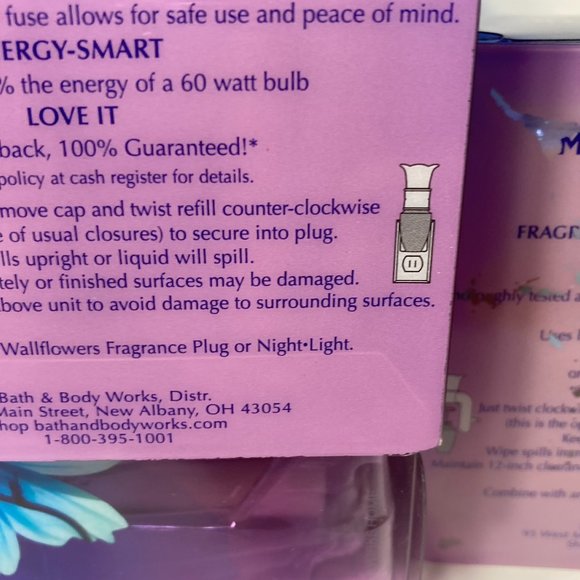 fuse allows for safe use and peace of mind.
ERGY-SMART
% the energy of a 60 watt bulb
LOVE IT
back, 100% Guaranteed!*
policy at cash register for details.
move cap and twist refill counter-clockwise
of usual closures) to secure into plug.
lls upright or liquid will spill.
tely or finished surfaces may be damaged.
above unit to avoid damage to surrounding surfaces.
Wallflowers Fragrance Plug or Night•Light.
Bath & Body Works, Distr.
Main Street, New Albany, OH 43054
hop bathandbodyworks.com
1-800-395-1001
M
FRAGR
tested a
Uses
Just twist clockw
(this is the op
Kee
Wipe spills imm
Maintain 12-inch clearan
Combine with a
95 West